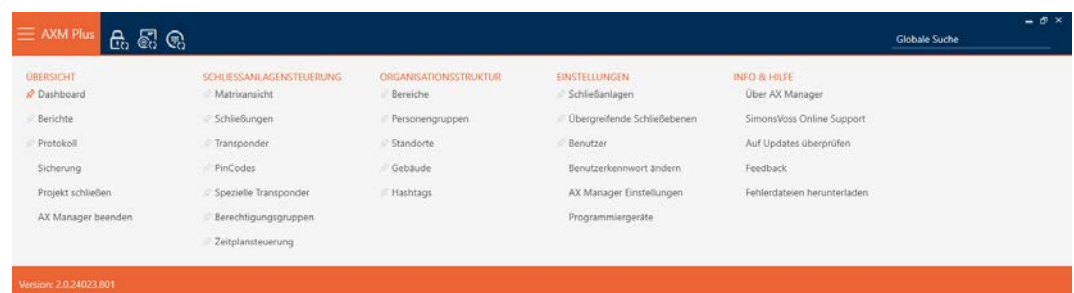 AXM Plus
Globale Suche
ÜBERSICHT
Dashboard
Berichte
Protokoll
Sicherung
Projekt schließen
AX Manager beenden
SCHLIESSANLAGENSTEUERUNG
Matrixansicht
Schließungen
Transponder
PinCodes
Spezielle Transponder
Berechtigungsgruppen
Zeitplansteuerung
ORGANISATIONSSTRUKTUR
Bereiche
Personengruppen
Standorte
Gebäude
Hashtags
EINSTELLUNGEN
Schließanlagen
Übergreifende Schließebenen
Benutzer
Benutzerkennwort ändern
AX Manager Einstellungen
Programmiergeräte
INFO & HILFE
Über AX Manager
SimonsVoss Online Support
Auf Updates überprüfen
Feedback
Fehlerdateien herunterladen
Version: 2.0.24023.801